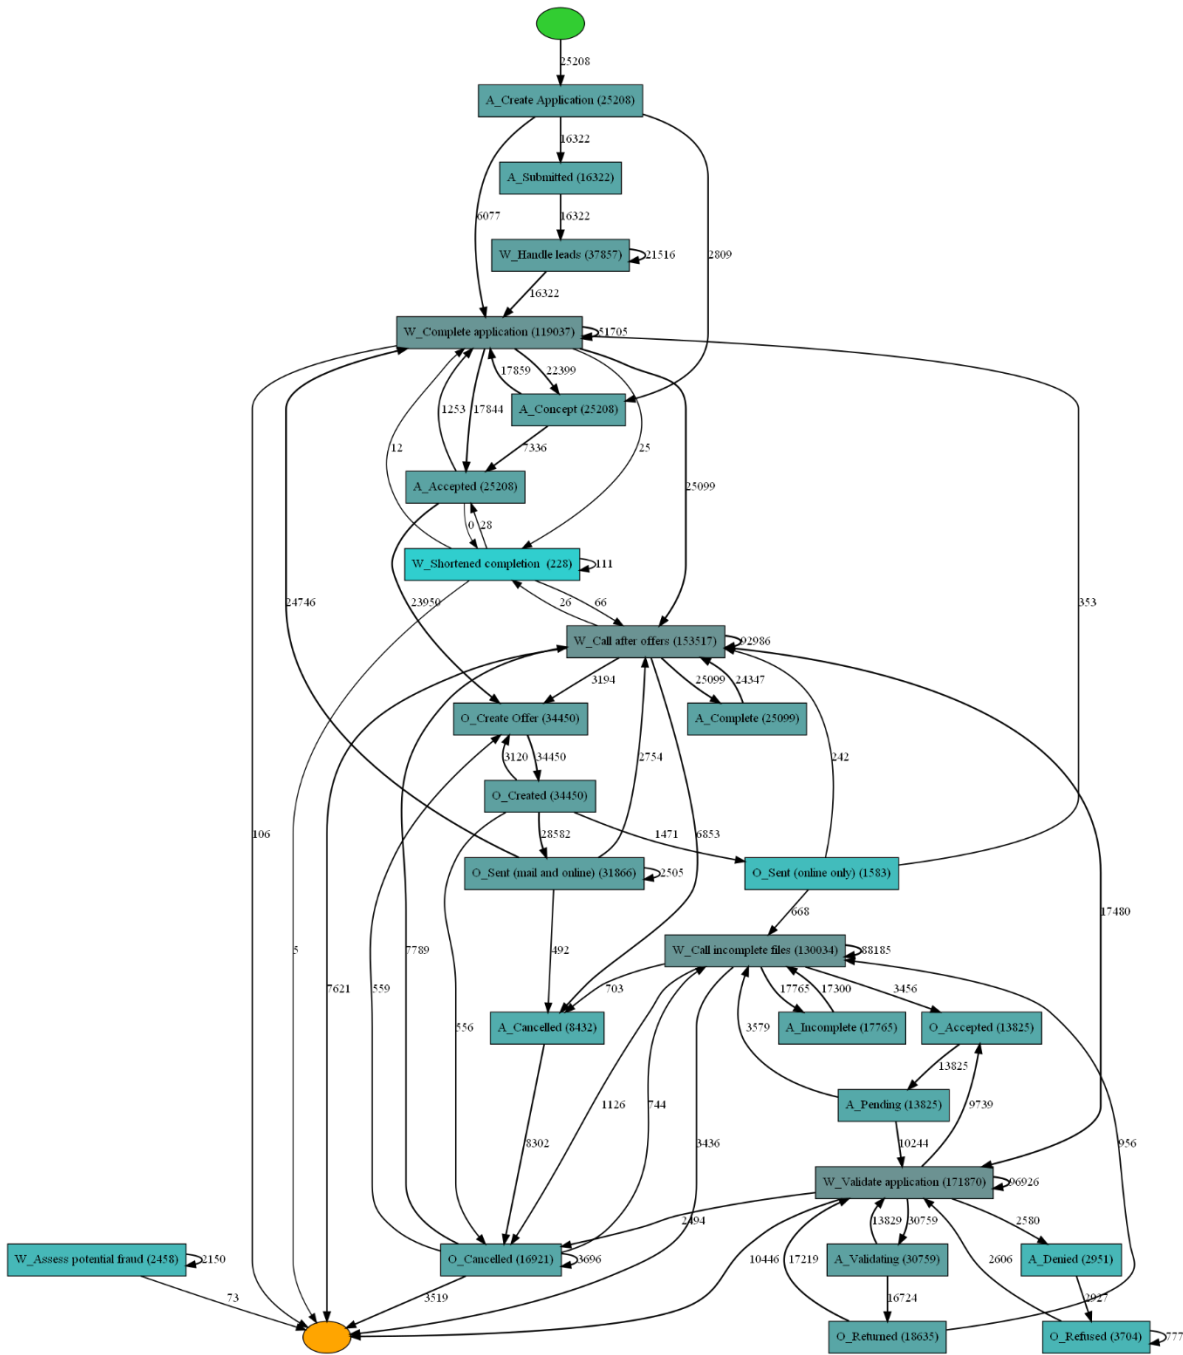 25208
A_Create Application (25208)
16322
A_Submitted (16322)
6077
16322
2809
W_Handle leads (37857)
21516
16322
W_Complete application (119037)
51705
17859
22399
1253
17844
A_Concept (25208)
12
7336
25
A_Accepted (25208)
25099
0
28
W_Shortened completion (228)
111
24746
23950
26
66
353
W_Call after offers (153517)
92986
3194
25099
24347
O_Create Offer (34450)
A_Complete (25099)
3120
34450
2754
242
O_Created (34450)
106
28582
1471
6853
O_Sent (mail and online) (31866)
2505
O_Sent (online only) (1583)
668
17480
5
7789
492
W_Call incomplete files (130034)
88185
7621
559
556
703
17765
17300
3456
A_Cancelled (8432)
3579
A_Incomplete (17765)
O_Accepted (13825)
13825
1126
744
A_Pending (13825)
9739
8302
3436
10244
956
W_Validate application (171870)
96926
2494
13829
30759
2580
W_Assess potential fraud (2458)
2150
O_Cancelled (16921)
3696
10446
17219
A_Validating (30759)
2606
A_Denied (2951)
73
3519
16724
2927
O_Returned (18635)
O_Refused (3704)
777